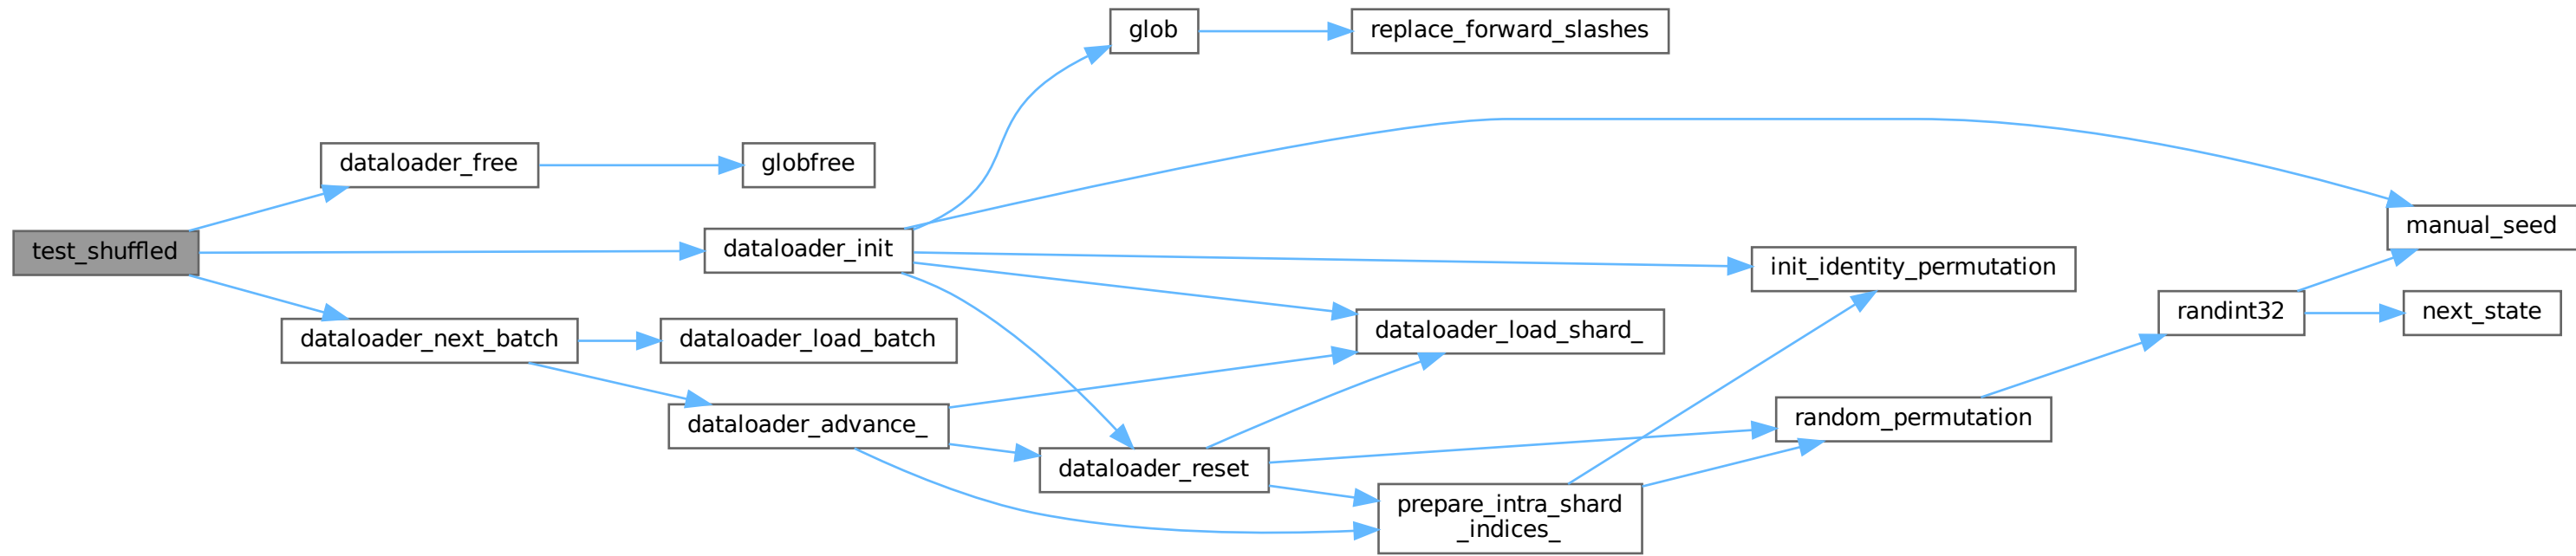 glob
replace_forward_slashes
dataloader_free
globfree
test_shuffled
dataloader_init
manual_seed
init_identity_permutation
dataloader_next_batch
dataloader_load_batch
dataloader_load_shard_
randint32
next_state
dataloader_advance_
random_permutation
dataloader_reset
prepare_intra_shard
_indices_